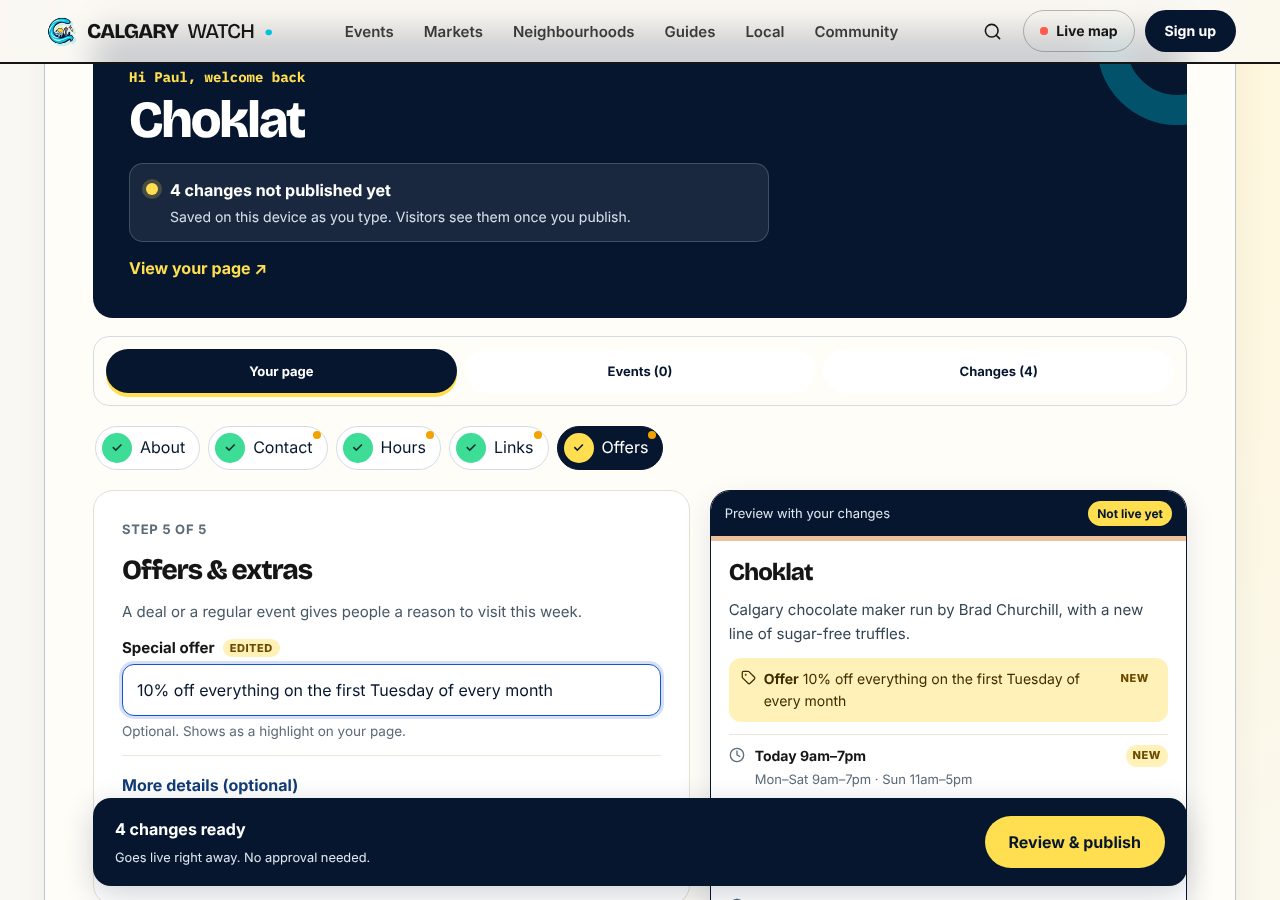 CALGARY WATCH
Events
Markets
Neighbourhoods
Guides
Local
Community
Live map
Sign up
Hi Paul, welcome back
Choklat
4 changes not published yet
Saved on this device as you type. Visitors see them once you publish.
View your page ↗
Your page
Events (0)
Changes (4)
About
Contact
Hours
Links
Offers
STEP 5 OF 5
Offers & extras
A deal or a regular event gives people a reason to visit this week.
Special offer EDITED
10% off everything on the first Tuesday of every month
Optional. Shows as a highlight on your page.
More details (optional)
Preview with your changes
Not live yet
Choklat
Calgary chocolate maker run by Brad Churchill, with a new
line of sugar-free truffles.
Offer 10% off everything on the first Tuesday of
every month
NEW
Today 9am–7pm
NEW
Mon–Sat 9am–7pm · Sun 11am–5pm
4 changes ready
Goes live right away. No approval needed.
Review & publish